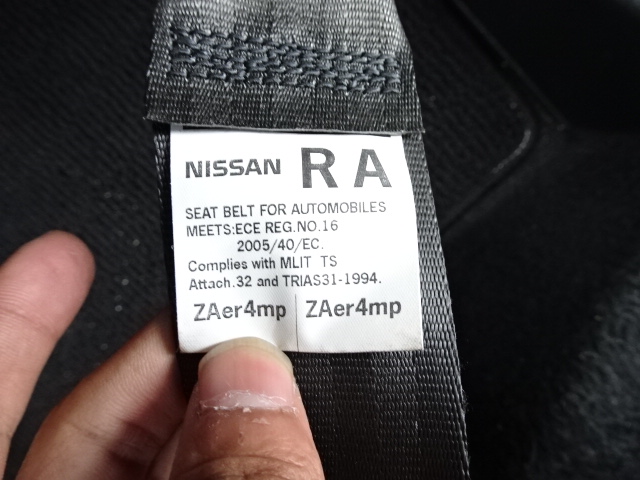 NISSAN RA
SEAT BELT FOR AUTOMOBILES
MEETS:ECE REG.NO.16
2005/40/EC.
Complies with MLIT TS
Attach.32 and TRIAS31-1994.
ZAer4mp ZAer4mp